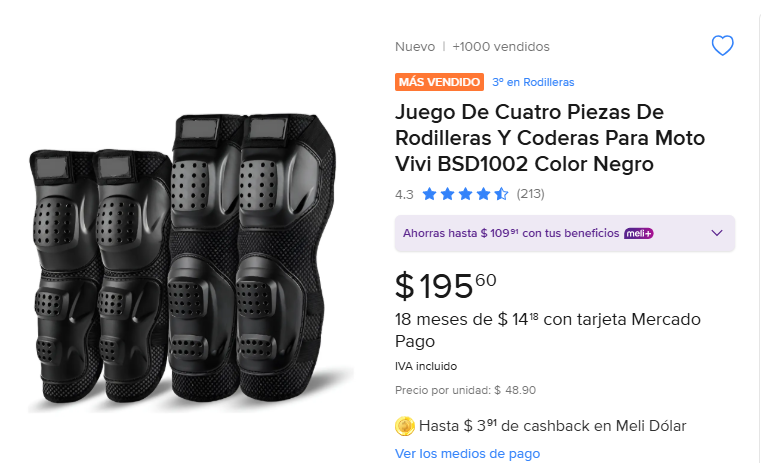 Nuevo | +1000 vendidos
MÁS VENDIDO 3º en Rodilleras
Juego De Cuatro Piezas De
Rodilleras Y Coderas Para Moto
Vivi BSD1002 Color Negro
4.3 (213)
Ahorras hasta $ 109⁹¹ con tus beneficios meli+
$ 195⁶⁰
18 meses de $ 14¹⁸ con tarjeta Mercado
Pago
IVA incluido
Precio por unidad: $ 48.90
Hasta $ 3⁹¹ de cashback en Meli Dólar
Ver los medios de pago